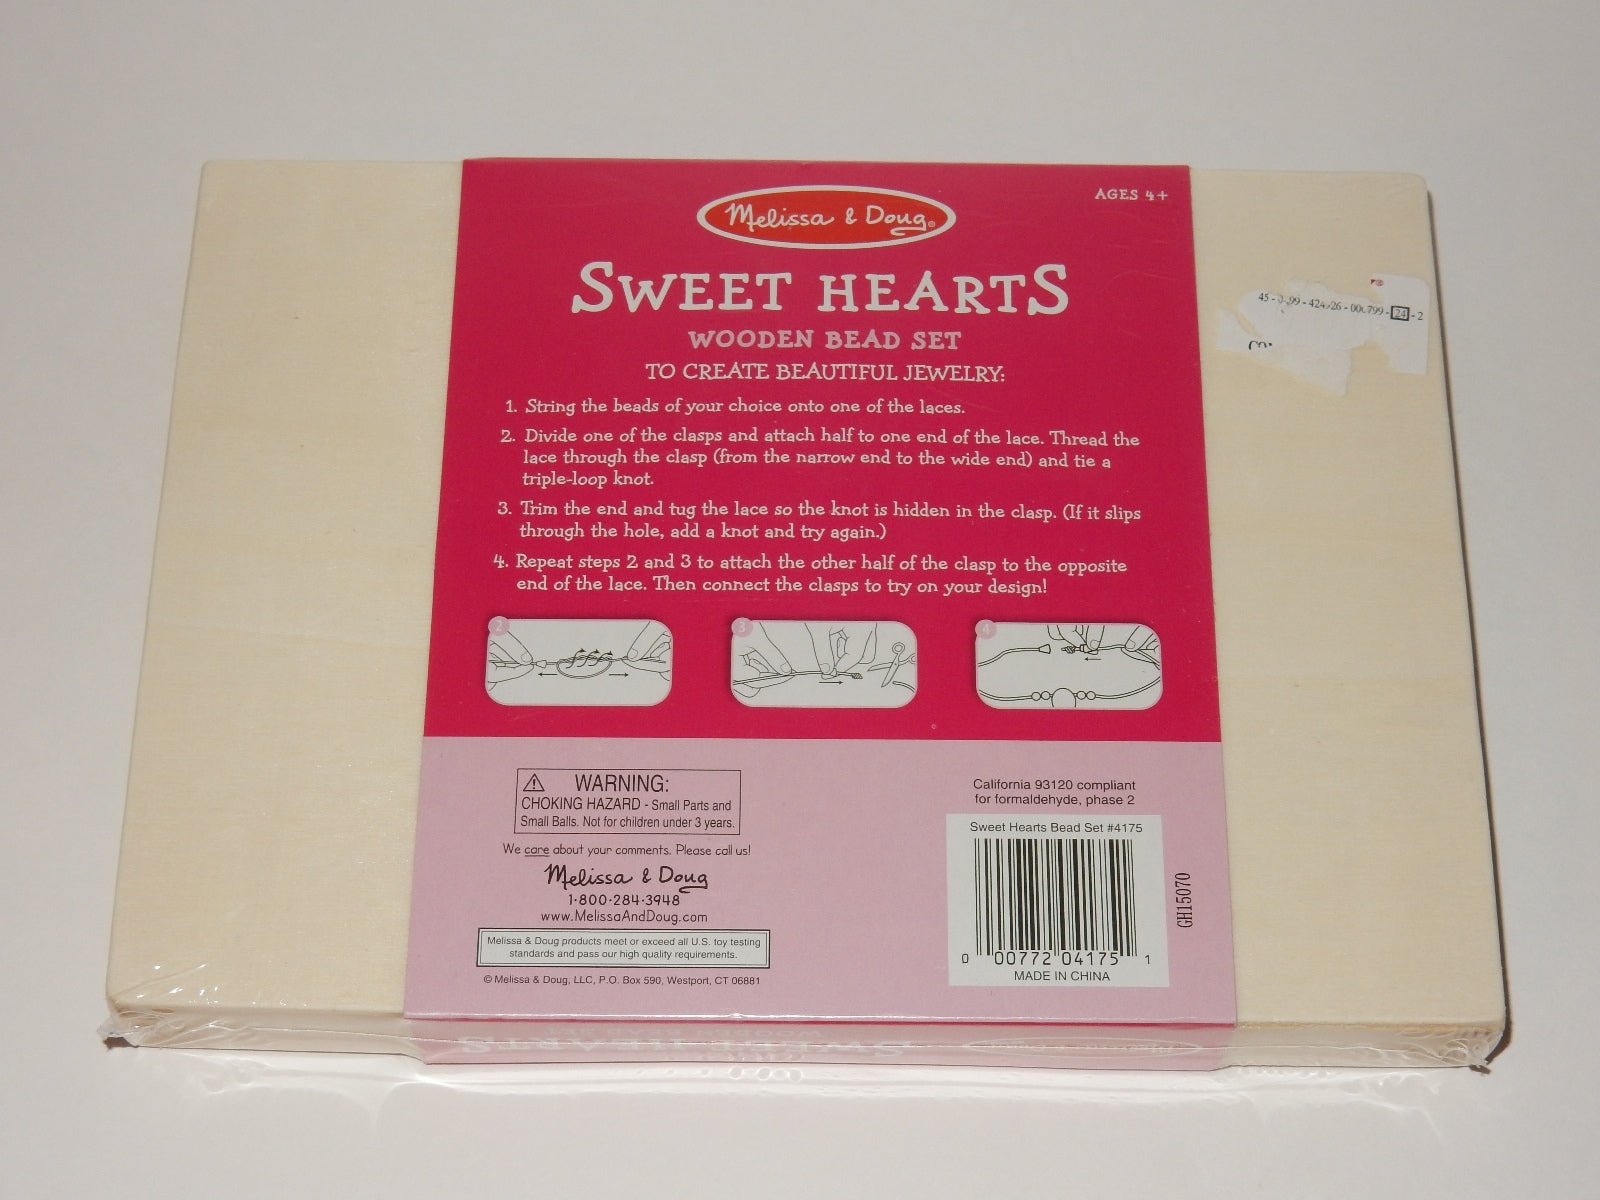 Melissa & Doug®
AGES 4+
SWEET HEARTS
WOODEN BEAD SET
TO CREATE BEAUTIFUL JEWELRY:
1. String the beads of your choice onto one of the laces.
2. Divide one of the clasps and attach half to one end of the lace. Thread the
lace through the clasp (from the narrow end to the wide end) and tie a
triple-loop knot.
3. Trim the end and tug the lace so the knot is hidden in the clasp. (If it slips
through the hole, add a knot and try again.)
4. Repeat steps 2 and 3 to attach the other half of the clasp to the opposite
end of the lace. Then connect the clasps to try on your design!
2
3
4
WARNING:
CHOKING HAZARD - Small Parts and
Small Balls. Not for children under 3 years.
We care about your comments. Please call us!
Melissa & Doug
1-800-284-3948
www.MelissaAndDoug.com
Melissa & Doug products meet or exceed all U.S. toy testing
standards and pass our high quality requirements.
© Melissa & Doug, LLC, P.O. Box 590, Westport, CT 06881
California 93120 compliant
for formaldehyde, phase 2
Sweet Hearts Bead Set #4175
0 00772 04175 1
MADE IN CHINA
GH15070
24 - 2
SWEET HEARTS